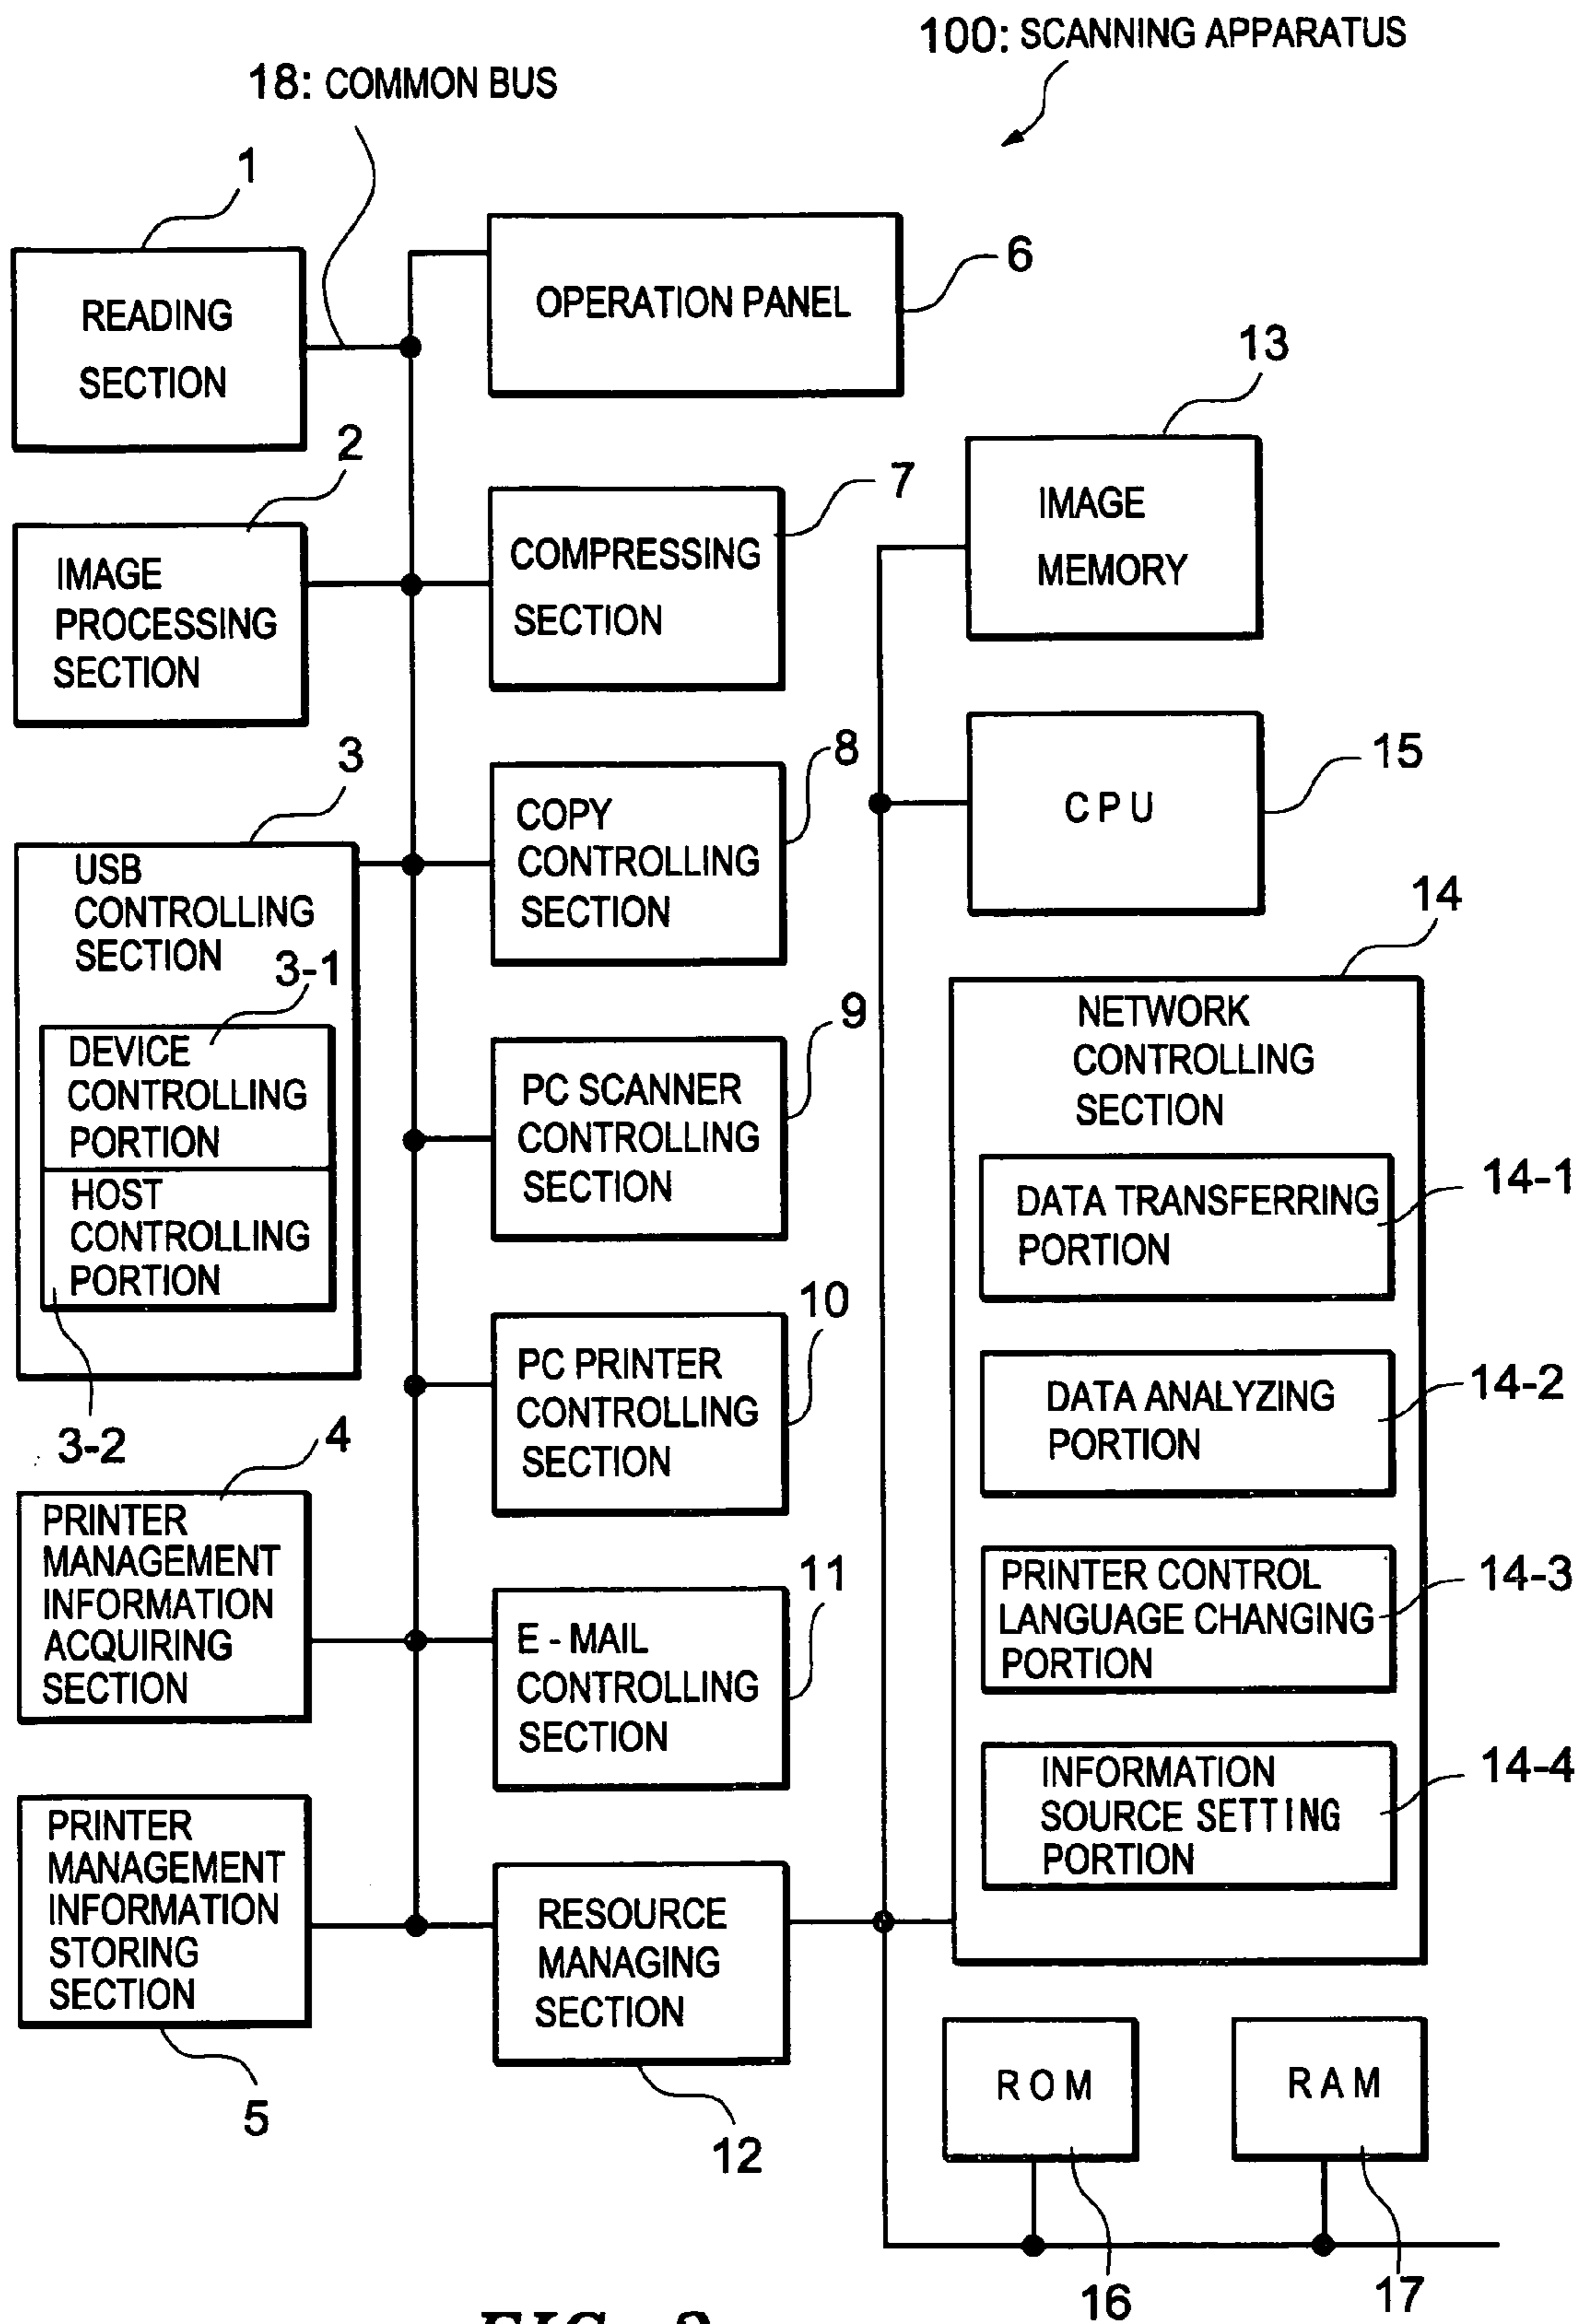 100: SCANNING APPARATUS
18: COMMON BUS
1
READING
SECTION
OPERATION PANEL
6
2
IMAGE
PROCESSING
SECTION
COMPRESSING
SECTION
7
13
IMAGE
MEMORY
3
USB
CONTROLLING
SECTION
3-1
DEVICE
CONTROLLING
PORTION
HOST
CONTROLLING
PORTION
3-2
COPY
CONTROLLING
SECTION
8
CPU
15
PC SCANNER
CONTROLLING
SECTION
9
14
NETWORK
CONTROLLING
SECTION
DATA TRANSFERRING
PORTION
14-1
DATA ANALYZING
PORTION
14-2
PRINTER CONTROL
LANGUAGE CHANGING
PORTION
14-3
INFORMATION
SOURCE SETTING
PORTION
14-4
PC PRINTER
CONTROLLING
SECTION
10
4
PRINTER
MANAGEMENT
INFORMATION
ACQUIRING
SECTION
E - MAIL
CONTROLLING
SECTION
11
PRINTER
MANAGEMENT
INFORMATION
STORING
SECTION
5
RESOURCE
MANAGING
SECTION
12
ROM
16
RAM
17